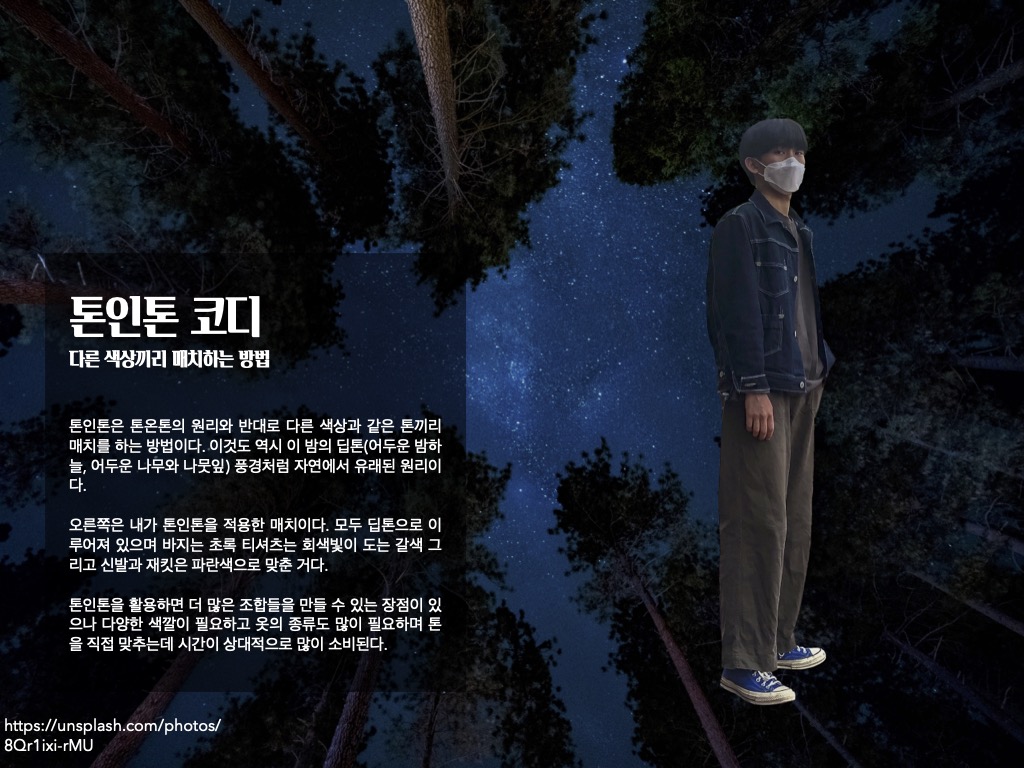 톤인톤 코디
다른 색상끼리 매치하는 방법
톤인톤은 톤온톤의 원리와 반대로 다른 색상과 같은 톤끼리
매치를 하는 방법이다. 이것도 역시 이 밤의 딥톤(어두운 밤하
늘, 어두운 나무와 나뭇잎) 풍경처럼 자연에서 유래된 원리이
다.
오른쪽은 내가 톤인톤을 적용한 매치이다. 모두 딥톤으로 이
루어져 있으며 바지는 초록 티셔츠는 회색빛이 도는 갈색 그
리고 신발과 재킷은 파란색으로 맞춘 거다.
톤인톤을 활용하면 더 많은 조합들을 만들 수 있는 장점이 있
으나 다양한 색깔이 필요하고 옷의 종류도 많이 필요하며 톤
을 직접 맞추는데 시간이 상대적으로 많이 소비된다.
https://unsplash.com/photos/
8Qr1ixi-rMU